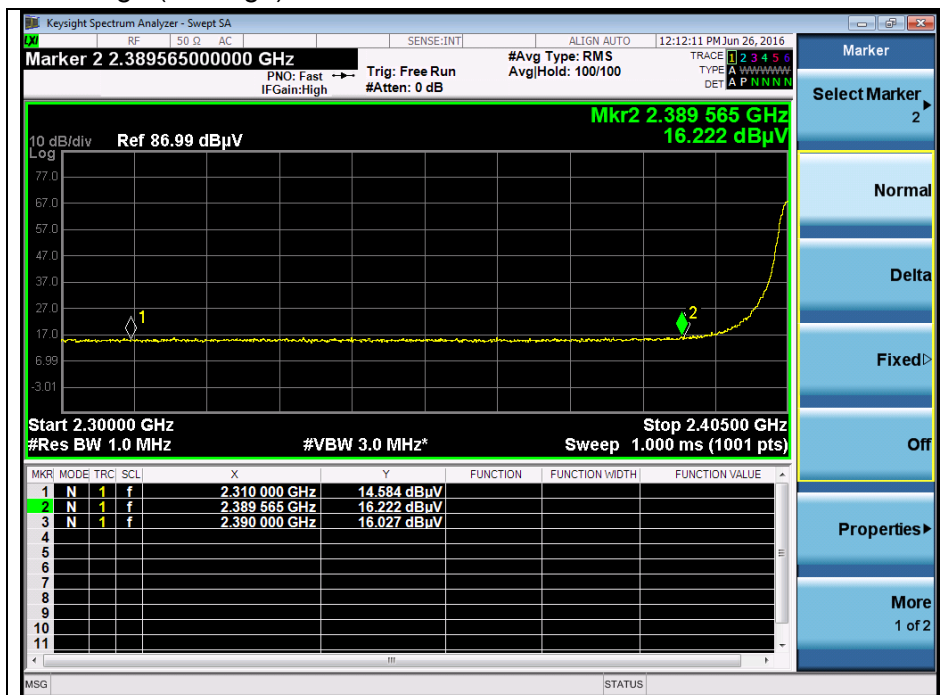 Keysight Spectrum Analyzer - Swept SA
LXI RF 50 Ω AC SENSE:INT ALIGN AUTO 12:12:11 PM Jun 26, 2016
Marker 2 2.389565000000 GHz
PNO: Fast
IFGain:High
Trig: Free Run
#Atten: 0 dB
#Avg Type: RMS
Avg|Hold: 100/100
TRACE 1 2 3 4 5 6
TYPE A WWWWW
DET A P N N N N
Mkr2 2.389 565 GHz
16.222 dBµV
10 dB/div Ref 86.99 dBµV
Log
77.0
67.0
57.0
47.0
37.0
27.0
17.0
6.99
-3.01
1
2
Start 2.30000 GHz Stop 2.40500 GHz
#Res BW 1.0 MHz #VBW 3.0 MHz* Sweep 1.000 ms (1001 pts)
MKR MODE TRC SCL X Y FUNCTION FUNCTION WIDTH FUNCTION VALUE
1 N 1 f 2.310 000 GHz 14.584 dBµV
2 N 1 f 2.389 565 GHz 16.222 dBµV
3 N 1 f 2.390 000 GHz 16.027 dBµV
4
5
6
7
8
9
10
11
MSG STATUS
Marker
Select Marker
2
Normal
Delta
Fixed
Off
Properties
More
1 of 2